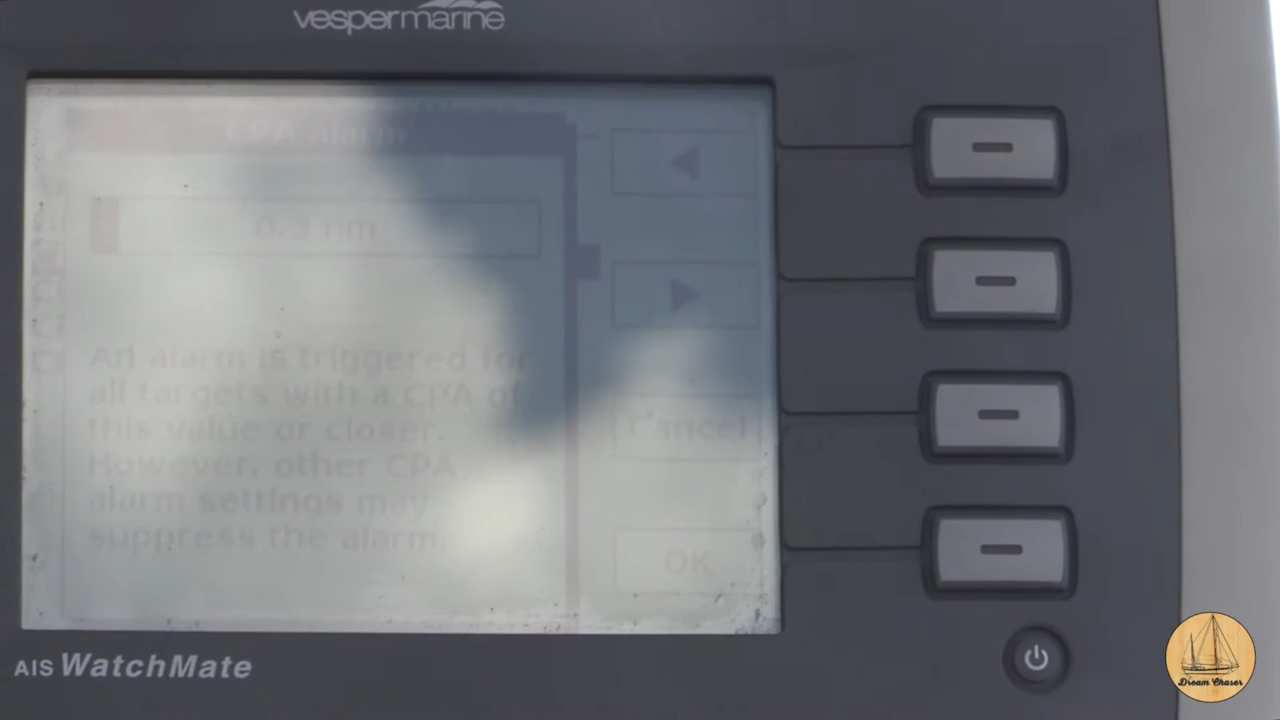 vespermarine
CPA alarm
0.3 nm
An alarm is triggered for
all targets with a CPA of
this value or closer.
However, other CPA
alarm settings may
suppress the alarm.
Cancel
OK
AIS WatchMate
Dream Chaser